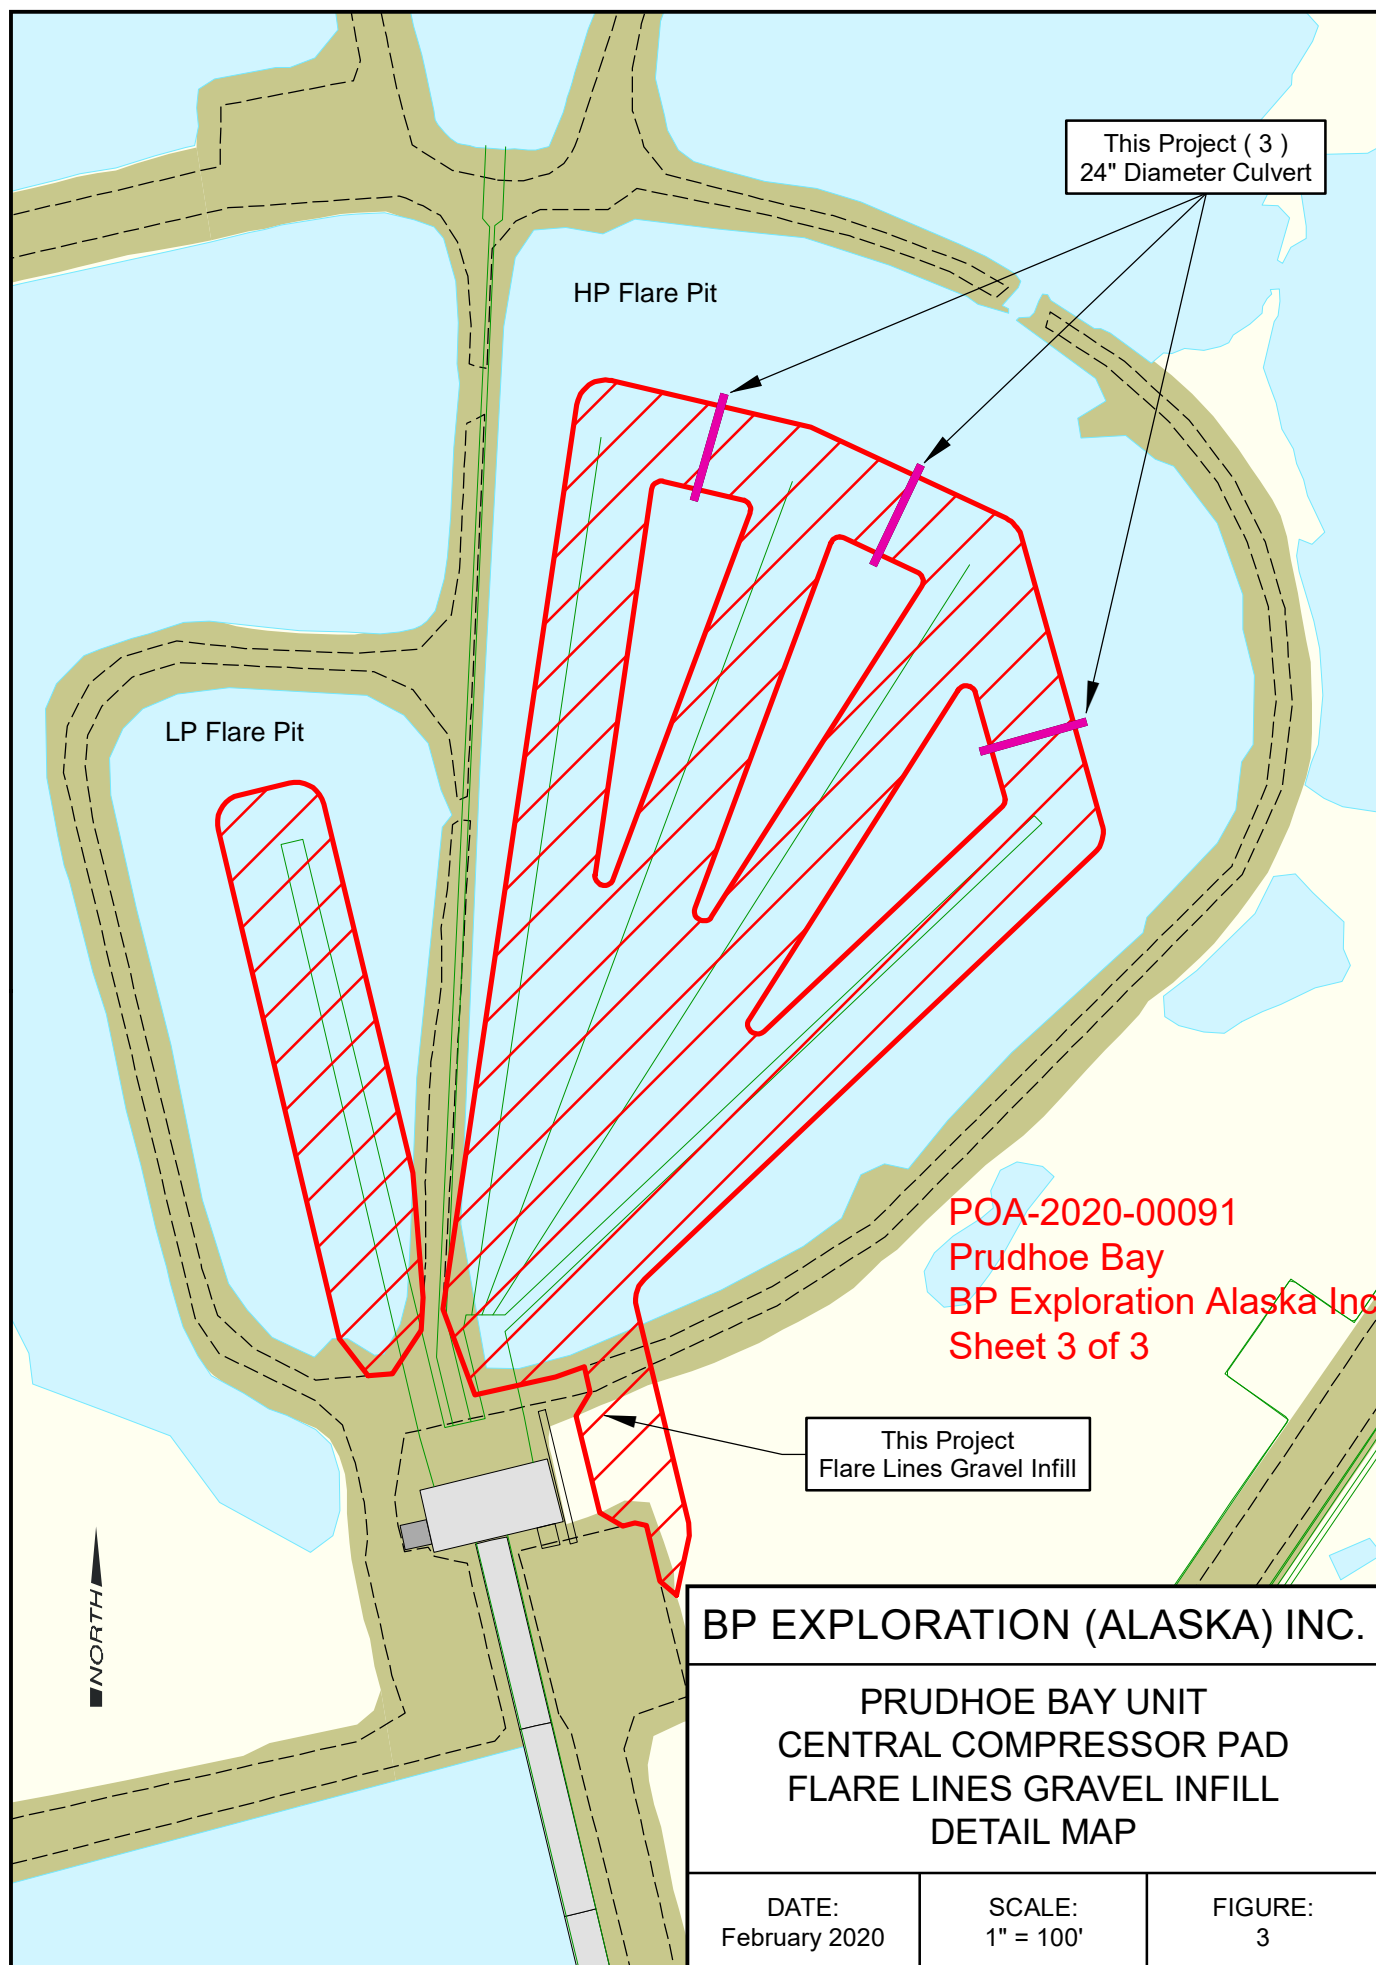 This Project ( 3 )
24" Diameter Culvert
HP Flare Pit
LP Flare Pit
POA-2020-00091
Prudhoe Bay
BP Exploration Alaska Inc
Sheet 3 of 3
This Project
Flare Lines Gravel Infill
NORTH
BP EXPLORATION (ALASKA) INC.
PRUDHOE BAY UNIT
CENTRAL COMPRESSOR PAD
FLARE LINES GRAVEL INFILL
DETAIL MAP
DATE:
February 2020
SCALE:
1" = 100'
FIGURE:
3